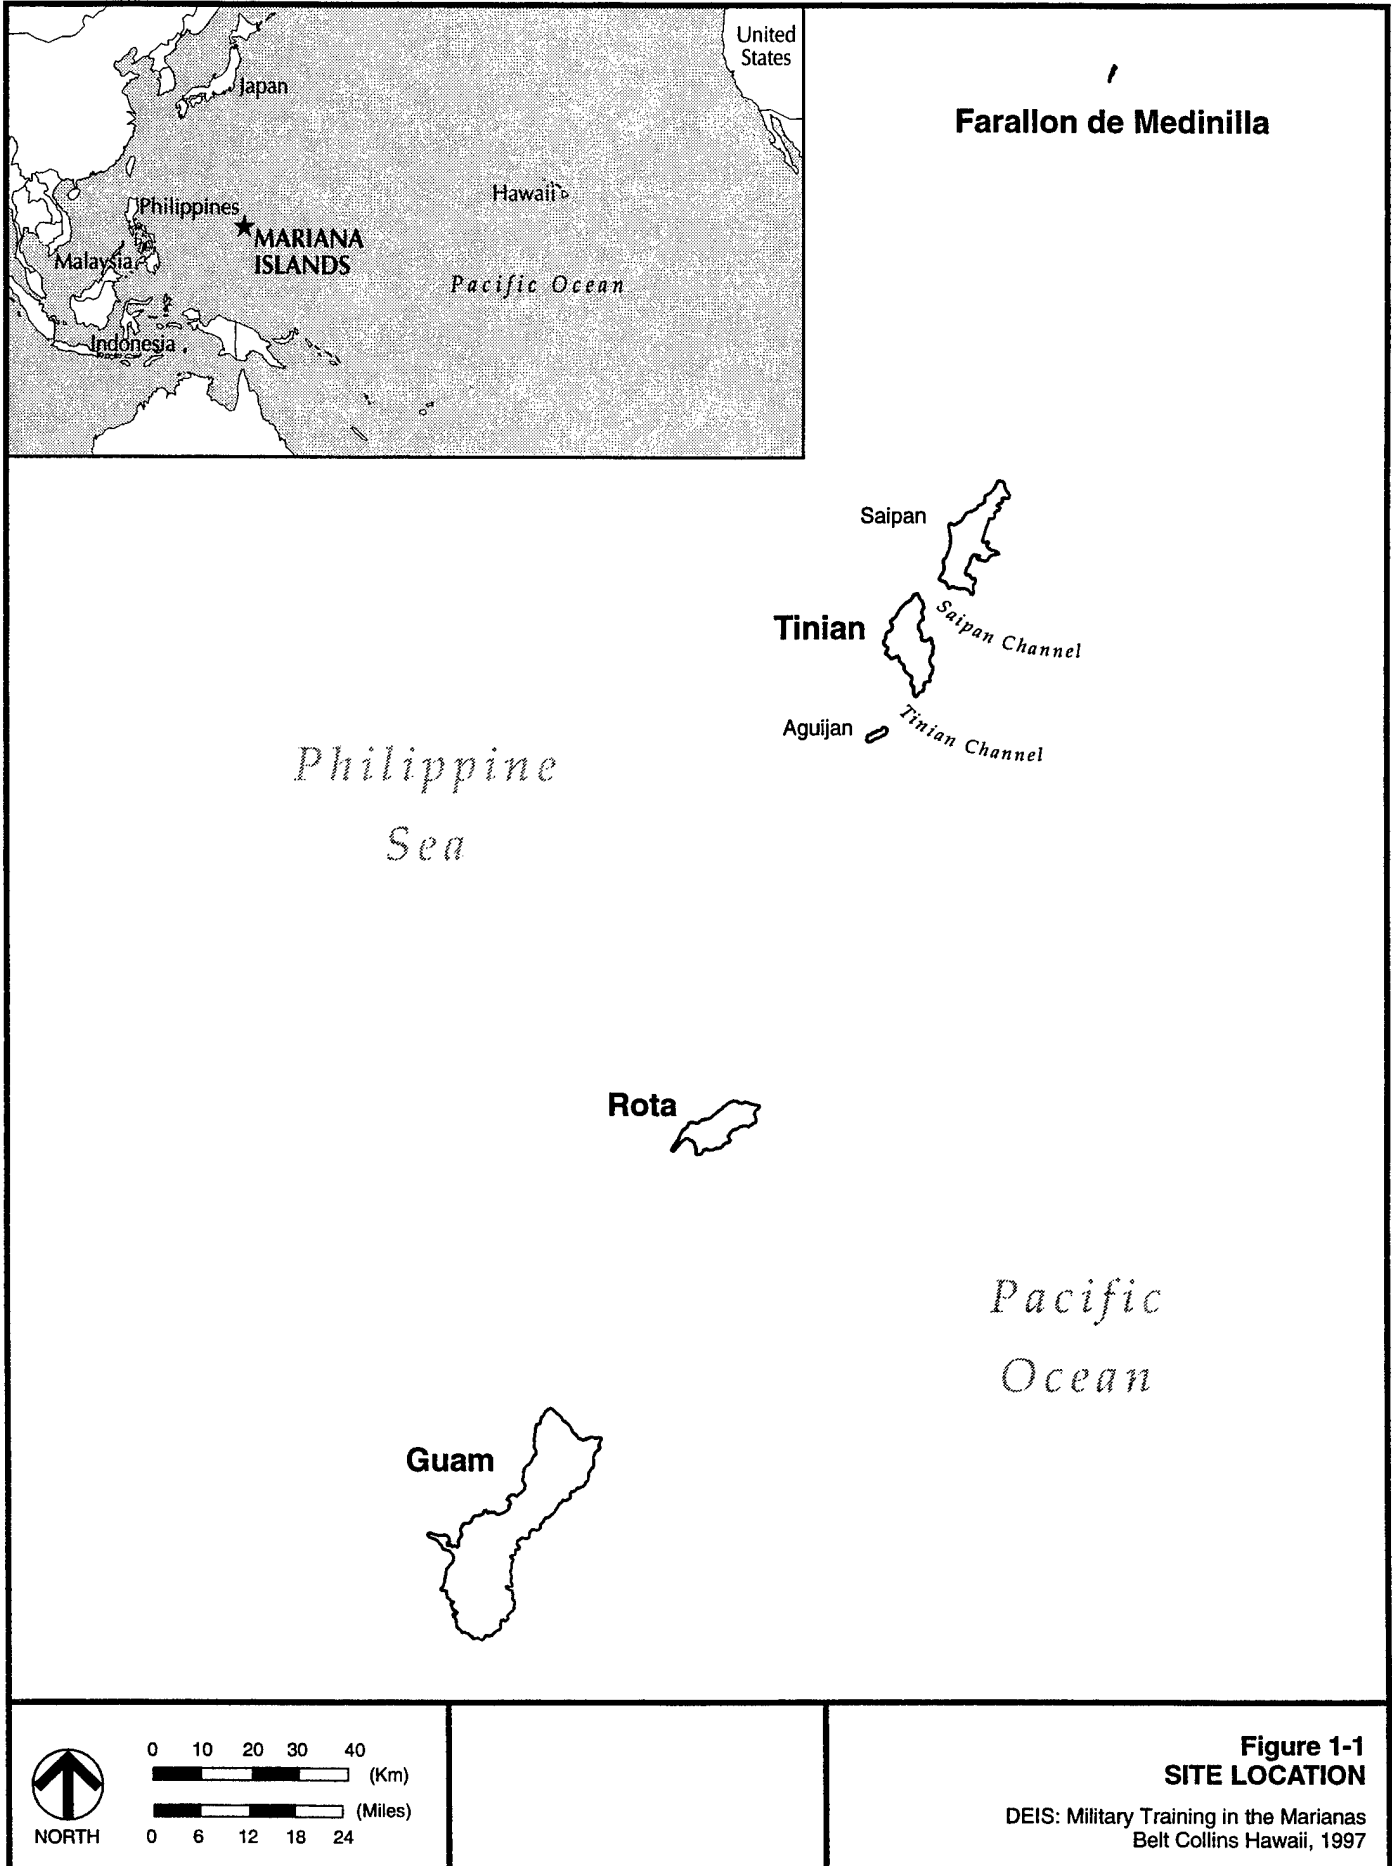 United
States
Japan
Philippines
MARIANA
ISLANDS
Hawaii
Malaysia
Pacific Ocean
Indonesia
Farallon de Medinilla
Saipan
Saipan Channel
Tinian
Aguijan
Tinian Channel
Philippine
Sea
Rota
Pacific
Ocean
Guam
0 10 20 30 40
(Km)
(Miles)
0 6 12 18 24
NORTH
Figure 1-1
SITE LOCATION
DEIS: Military Training in the Marianas
Belt Collins Hawaii, 1997